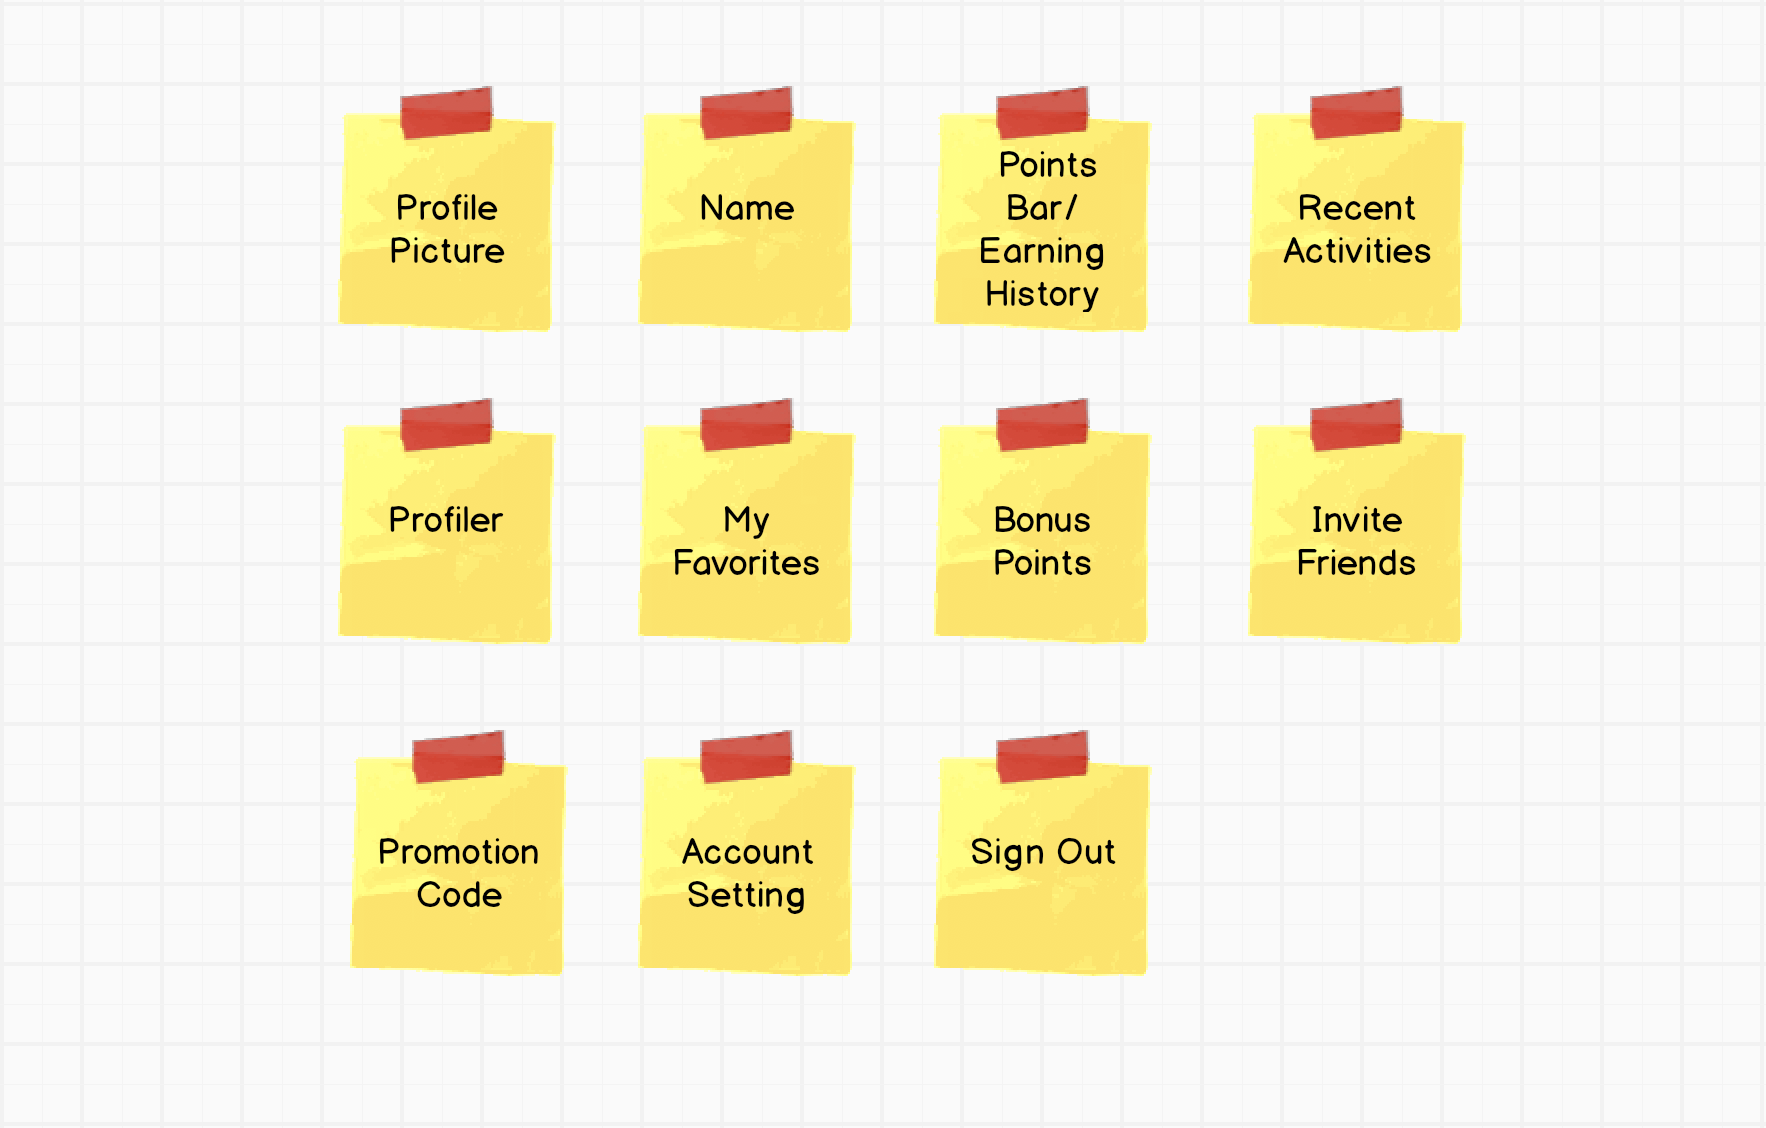 Profile
Picture
Name
Points
Bar/
Earning
History
Recent
Activities
Profiler
My
Favorites
Bonus
Points
Invite
Friends
Promotion
Code
Account
Setting
Sign Out